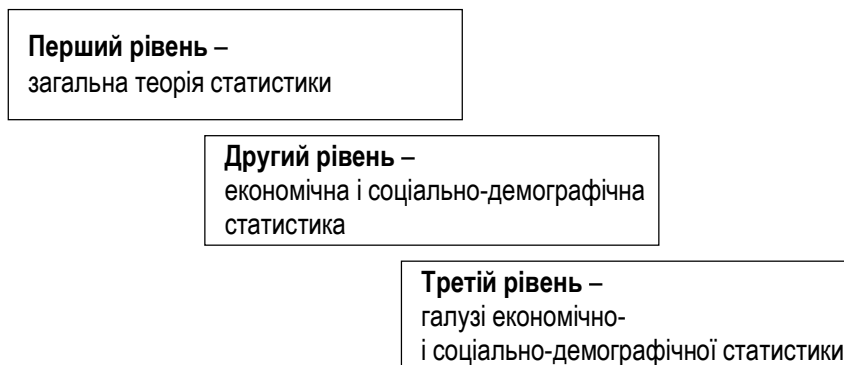 Перший рівень –
загальна теорія статистики
Другий рівень –
економічна і соціально-демографічна
статистика
Третій рівень –
галузі економічно-
і соціально-демографічної статистики